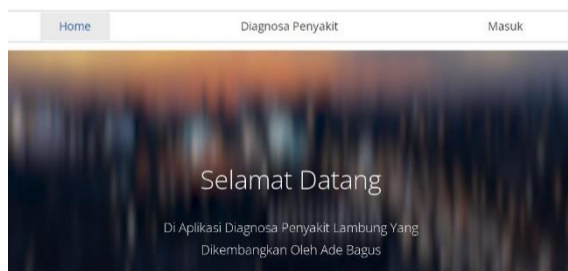 Home Diagnosa Penyakit Masuk
Selamat Datang
Di Aplikasi Diagnosa Penyakit Lambung Yang
Dikembangkan Oleh Ade Bagus